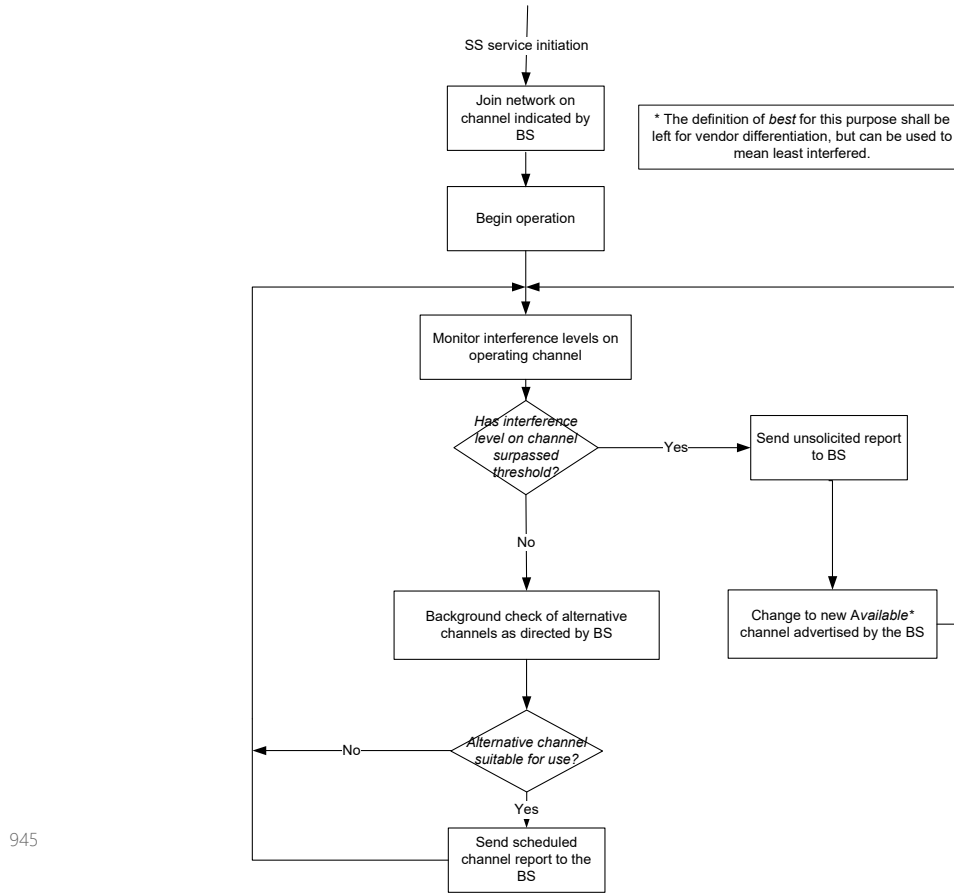 SS service initiation
Join network on
channel indicated by
BS
* The definition of best for this purpose shall be
left for vendor differentiation, but can be used to
mean least interfered.
Begin operation
Monitor interference levels on
operating channel
Has interference
level on channel
surpassed
threshold?
Yes
Send unsolicited report
to BS
No
Background check of alternative
channels as directed by BS
Change to new Available*
channel advertised by the BS
Alternative channel
suitable for use?
No
Yes
Send scheduled
channel report to the
BS
945